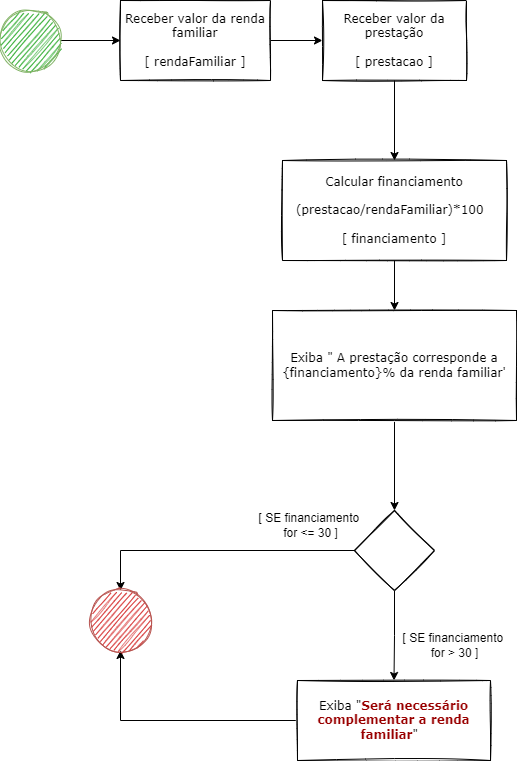 Receber valor da renda
familiar
[ rendaFamiliar ]
Receber valor da
prestação
[ prestacao ]
Calcular financiamento
(prestacao/rendaFamiliar)*100
[ financiamento ]
Exiba " A prestação corresponde a
{financiamento}% da renda familiar'
[ SE financiamento
for <= 30 ]
[ SE financiamento
for > 30 ]
Exiba "Será necessário
complementar a renda
familiar"